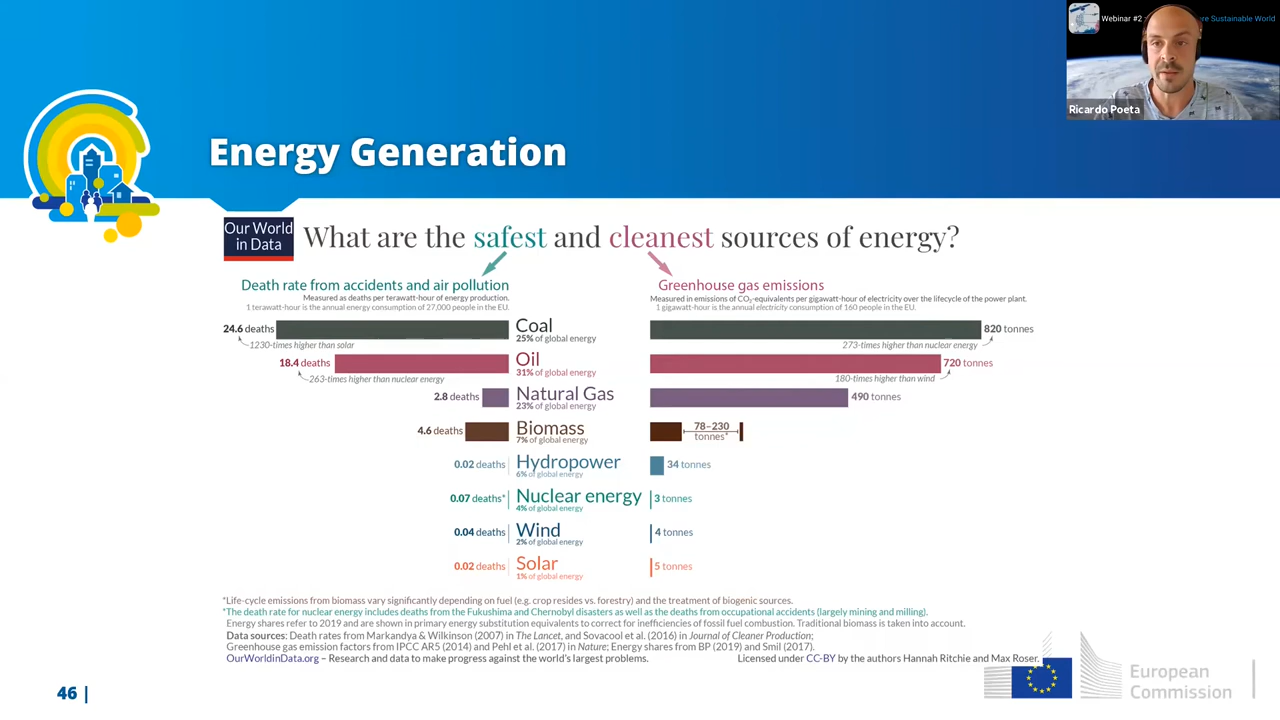 Webinar #2
re Sustainable World
Ricardo Poeta
Energy Generation
Our World
in Data
What are the safest and cleanest sources of energy?
Death rate from accidents and air pollution
Measured as deaths per terawatt-hour of energy production.
1 terawatt-hour is the annual energy consumption of 27,000 people in the EU.
Greenhouse gas emissions
Measured in emissions of CO₂-equivalents per gigawatt-hour of electricity over the lifecycle of the power plant.
1 gigawatt-hour is the annual electricity consumption of 160 people in the EU.
24.6 deaths
Coal
25% of global energy
820 tonnes
1230-times higher than solar
273-times higher than nuclear energy
18.4 deaths
Oil
31% of global energy
720 tonnes
263-times higher than nuclear energy
180-times higher than wind
2.8 deaths
Natural Gas
23% of global energy
490 tonnes
4.6 deaths
Biomass
7% of global energy
78–230
tonnes*
0.02 deaths
Hydropower
6% of global energy
34 tonnes
0.07 deaths*
Nuclear energy
4% of global energy
3 tonnes
0.04 deaths
Wind
2% of global energy
4 tonnes
0.02 deaths
Solar
1% of global energy
5 tonnes
*Life-cycle emissions from biomass vary significantly depending on fuel (e.g. crop resides vs. forestry) and the treatment of biogenic sources.
*The death rate for nuclear energy includes deaths from the Fukushima and Chernobyl disasters as well as the deaths from occupational accidents (largely mining and milling).
Energy shares refer to 2019 and are shown in primary energy substitution equivalents to correct for inefficiencies of fossil fuel combustion. Traditional biomass is taken into account.
Data sources: Death rates from Markandya & Wilkinson (2007) in The Lancet, and Sovacool et al. (2016) in Journal of Cleaner Production;
Greenhouse gas emission factors from IPCC AR5 (2014) and Pehl et al. (2017) in Nature; Energy shares from BP (2019) and Smil (2017).
OurWorldinData.org – Research and data to make progress against the world's largest problems.
Licensed under CC-BY by the authors Hannah Ritchie and Max Roser.
46 |
European
Commission